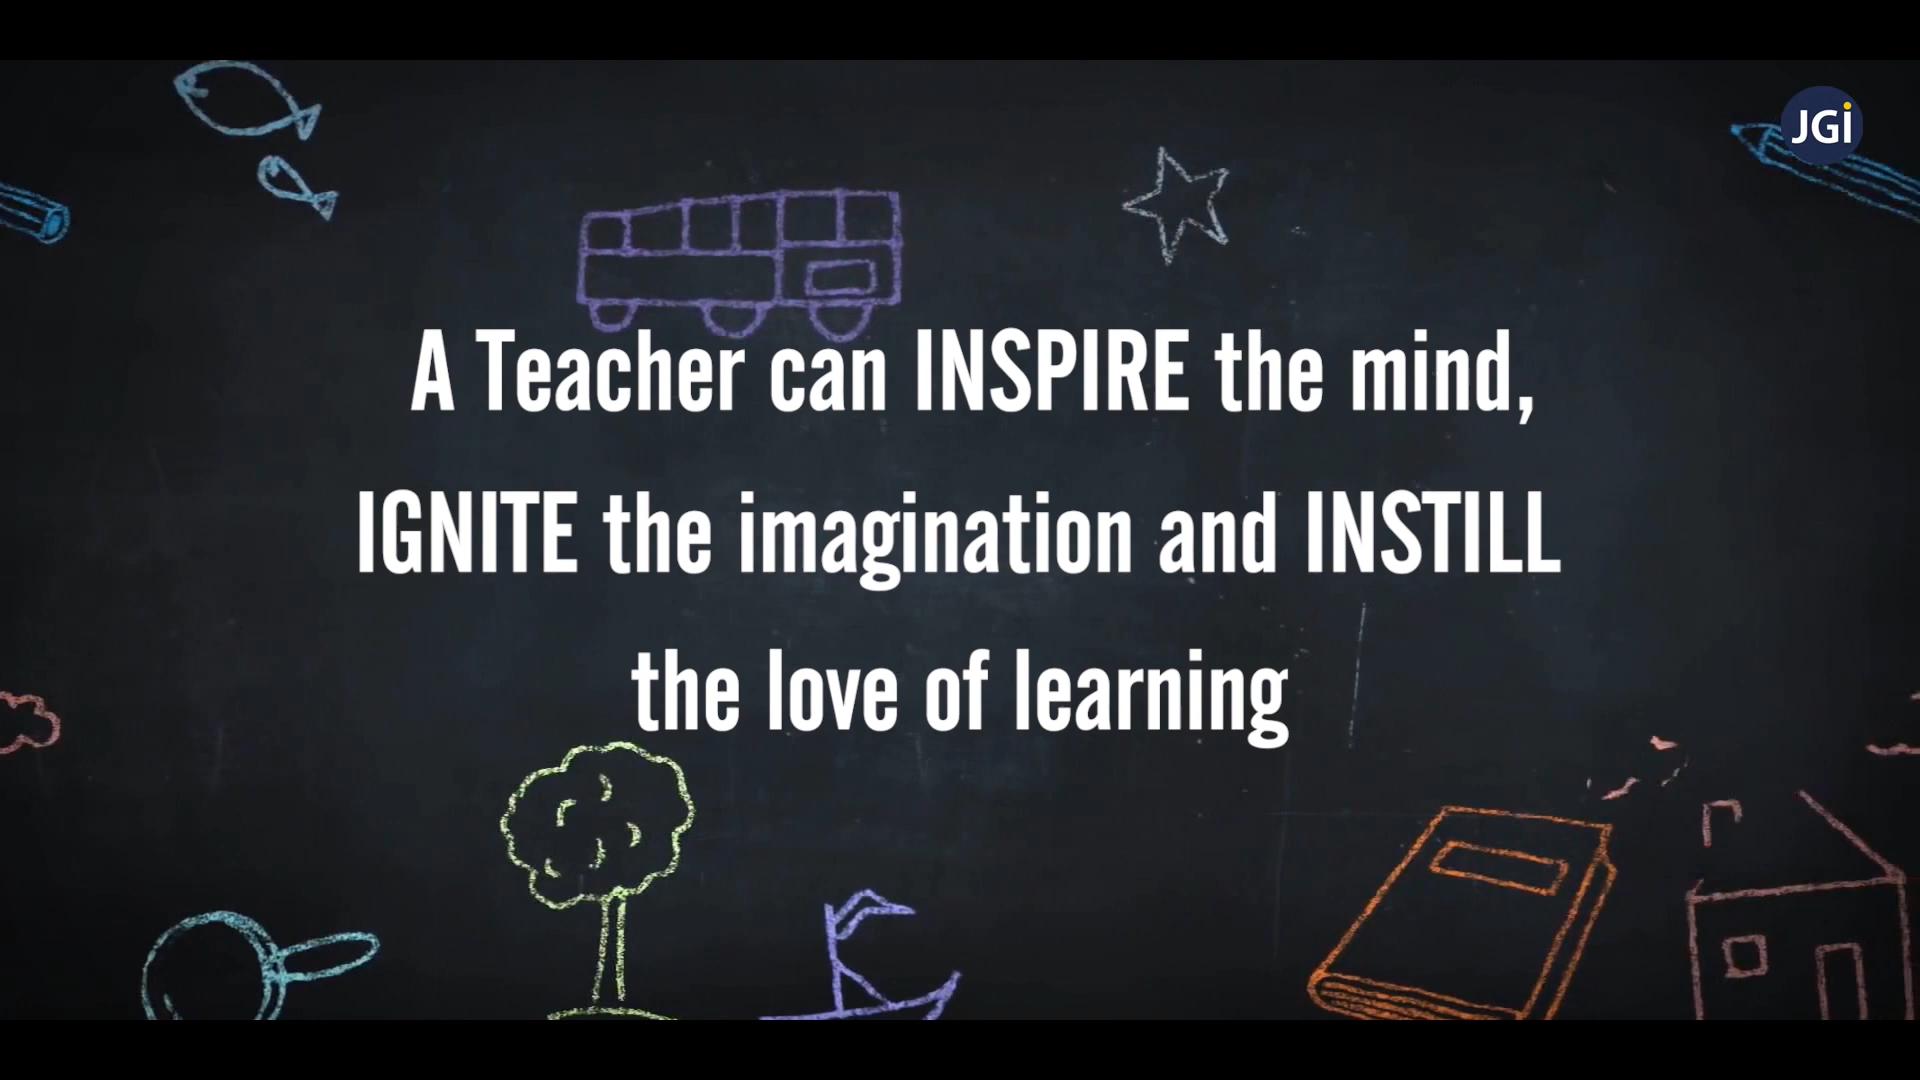 JGi
A Teacher can INSPIRE the mind,
IGNITE the imagination and INSTILL
the love of learning